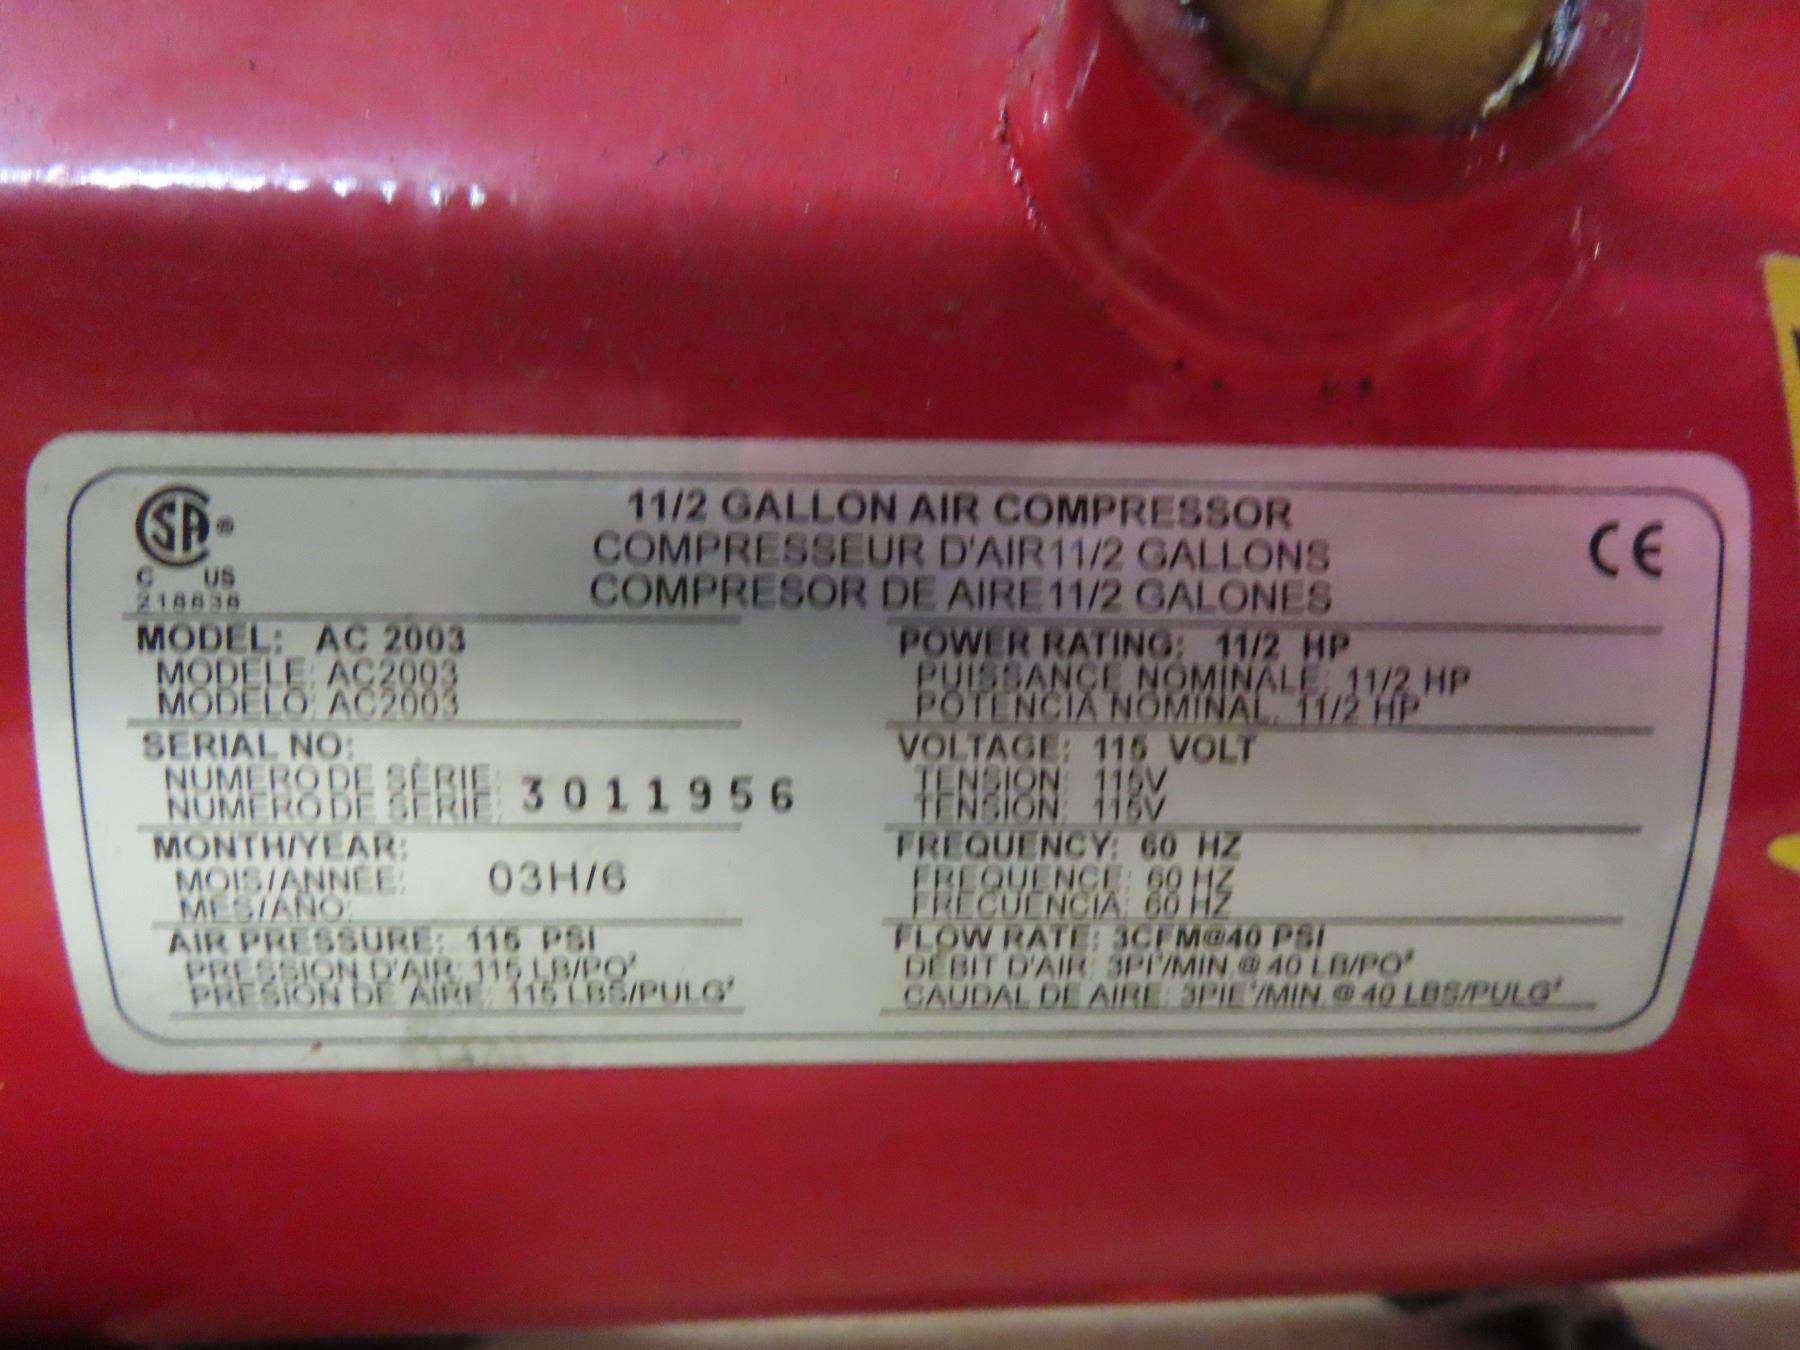 SA ®
C US
218838
11/2 GALLON AIR COMPRESSOR
COMPRESSEUR D'AIR11/2 GALLONS
COMPRESOR DE AIRE11/2 GALONES
CE
MODEL: AC 2003
MODELE: AC2003
MODELO: AC2003
SERIAL NO:
NUMERO DE SÈRIE:
NUMERO DE SERIE: 3011956
MONTH/YEAR:
MOIS/ANNÉE: 03H/6
MES/AÑO:
AIR PRESSURE: 115 PSI
PRESSION D'AIR: 115 LB/PO²
PRESION DE AIRE: 115 LBS/PULG²
POWER RATING: 11/2 HP
PUISSANCE NOMINALE: 11/2 HP
POTENCIA NOMINAL: 11/2 HP
VOLTAGE: 115 VOLT
TENSION: 115V
TENSION: 115V
FREQUENCY: 60 HZ
FREQUENCE: 60 HZ
FRECUENCIA: 60 HZ
FLOW RATE: 3CFM@40 PSI
DEBIT D'AIR: 3PI³/MIN. @ 40 LB/PO²
CAUDAL DE AIRE: 3PIE³/MIN. @ 40 LBS/PULG²